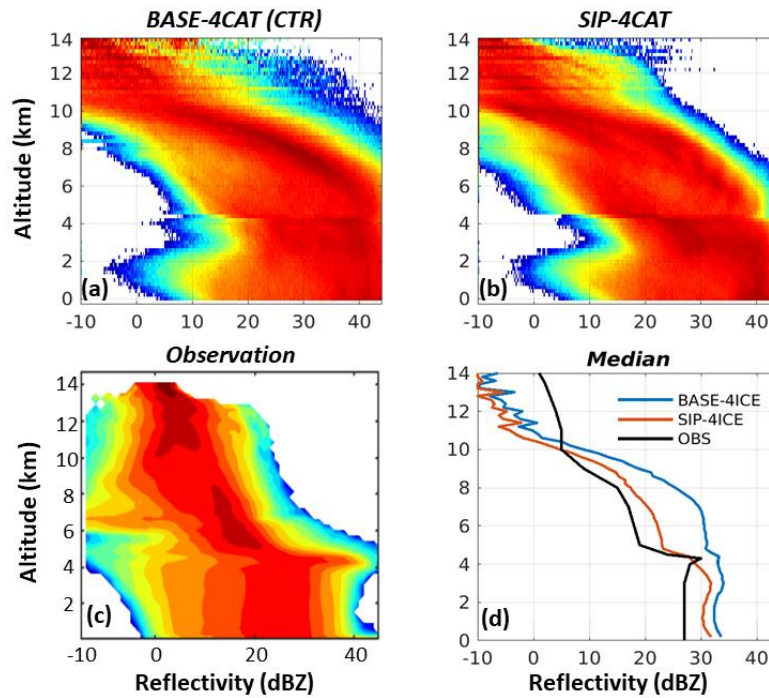 BASE-4CAT (CTR)
SIP-4CAT
14
12
10
8
6
4
2
0
Altitude (km)
(a)
-10 0 10 20 30 40
14
12
10
8
6
4
2
0
(b)
-10 0 10 20 30 40
Observation
Median
14
12
10
8
6
4
2
Altitude (km)
(c)
-10 0 10 20 30 40
Reflectivity (dBZ)
14
12
10
8
6
4
2
0
BASE-4ICE
SIP-4ICE
OBS
(d)
-10 0 10 20 30 40
Reflectivity (dBZ)